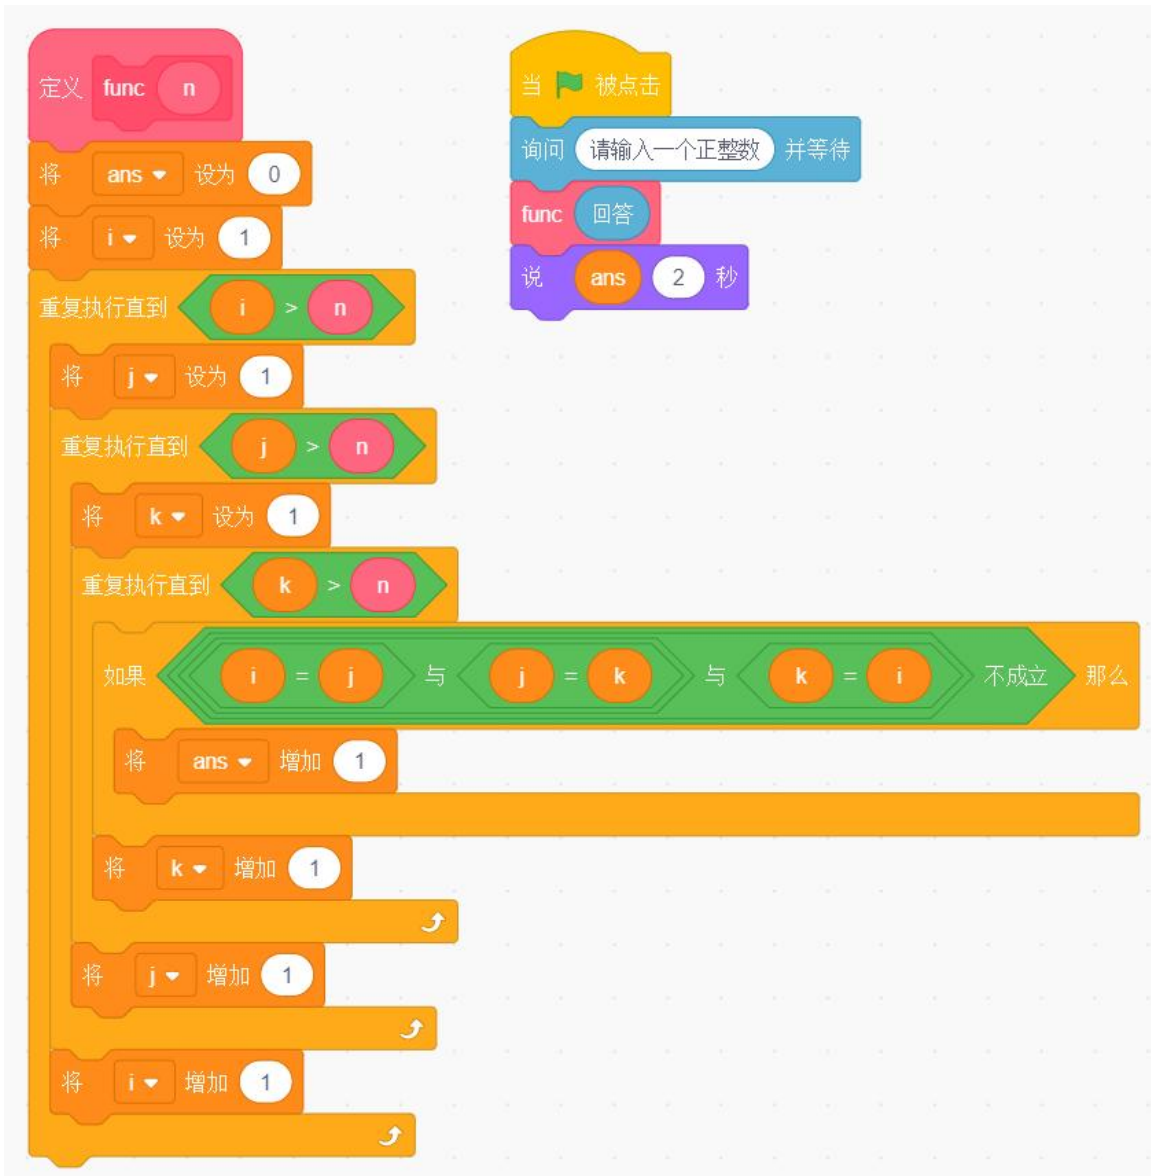 定义 func n
将 ans 设为 0
将 i 设为 1
重复执行直到 i > n
将 j 设为 1
重复执行直到 j > n
将 k 设为 1
重复执行直到 k > n
如果 i = j 与 j = k 与 k = i 不成立 那么
将 ans 增加 1
将 k 增加 1
将 j 增加 1
将 i 增加 1
当 被点击
询问 请输入一个正整数 并等待
func 回答
说 ans 2 秒